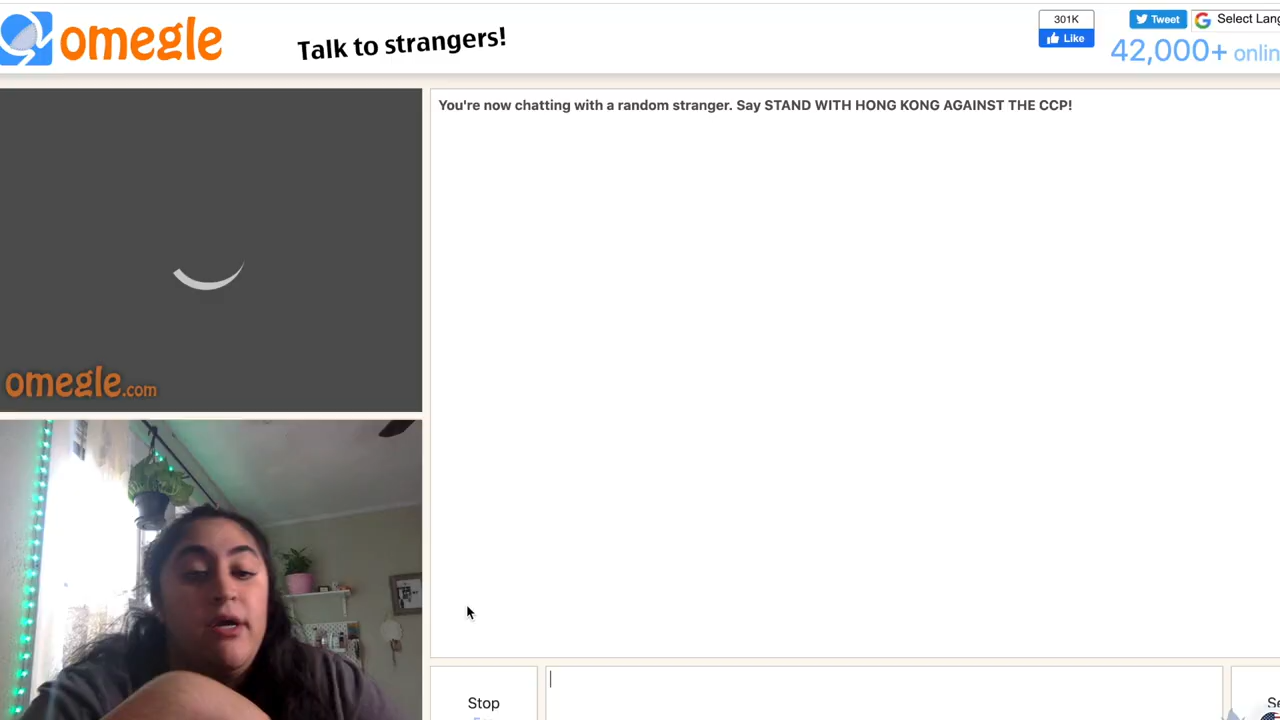 omegle
Talk to strangers!
301K
Like
Tweet
Select Lang
42,000+ onlin
You're now chatting with a random stranger. Say STAND WITH HONG KONG AGAINST THE CCP!
omegle.com
Stop
Se